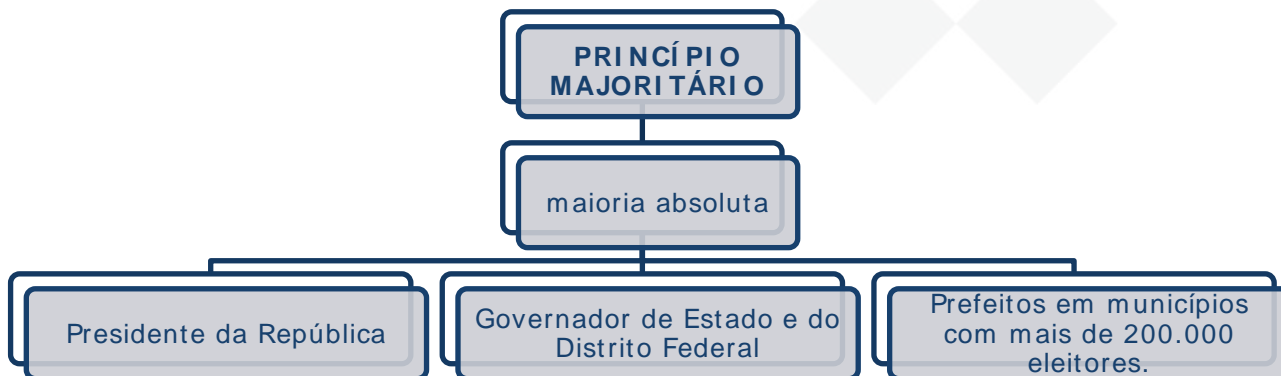 PRINCÍPIO
MAJORITÁRIO
maioria absoluta
Presidente da República
Governador de Estado e do
Distrito Federal
Prefeitos em municípios
com mais de 200.000
eleitores.